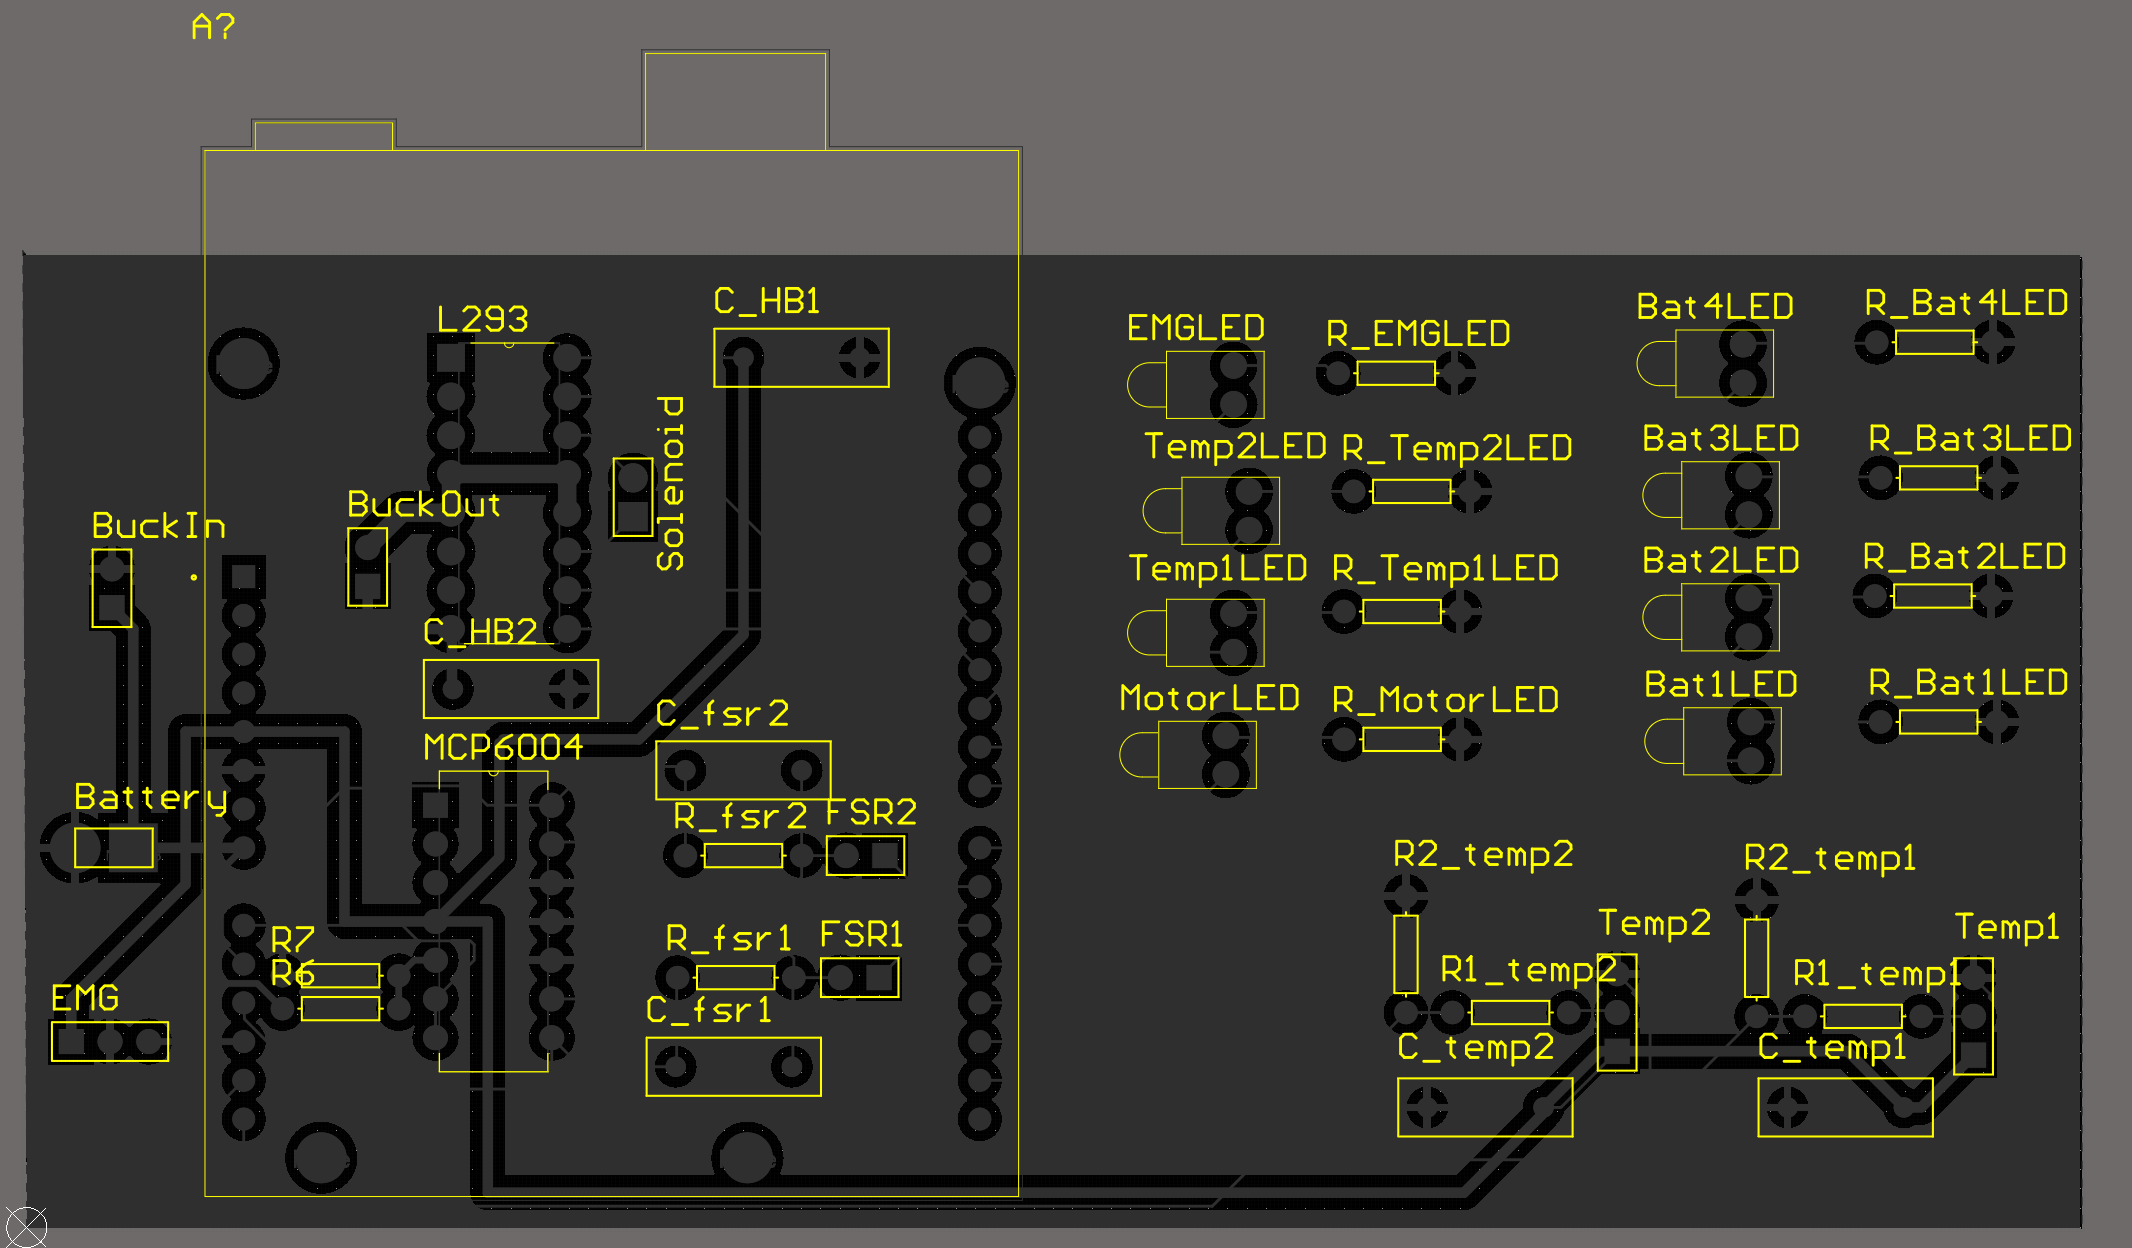 A?
C_HB1
L293
EMGLED
R_EMGLED
Bat4LED
R_Bat4LED
Solenoid
Temp2LED
R_Temp2LED
Bat3LED
R_Bat3LED
BuckIn
BuckOut
Temp1LED
R_Temp1LED
Bat2LED
R_Bat2LED
C_HB2
MotorLED
R_MotorLED
Bat1LED
R_Bat1LED
C_fsr2
MCP6004
Battery
R_fsr2
FSR2
R2_temp2
R2_temp1
R7
R_fsr1
FSR1
Temp2
Temp1
R6
R1_temp2
R1_temp1
EMG
C_fsr1
C_temp2
C_temp1